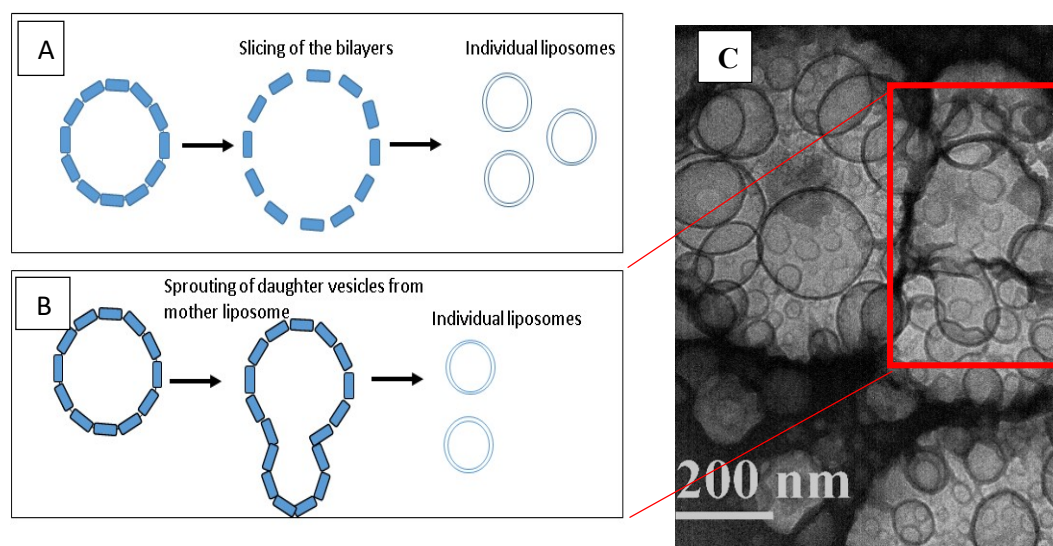 A
Slicing of the bilayers
Individual liposomes
B
Sprouting of daughter vesicles from
mother liposome
Individual liposomes
C
200 nm